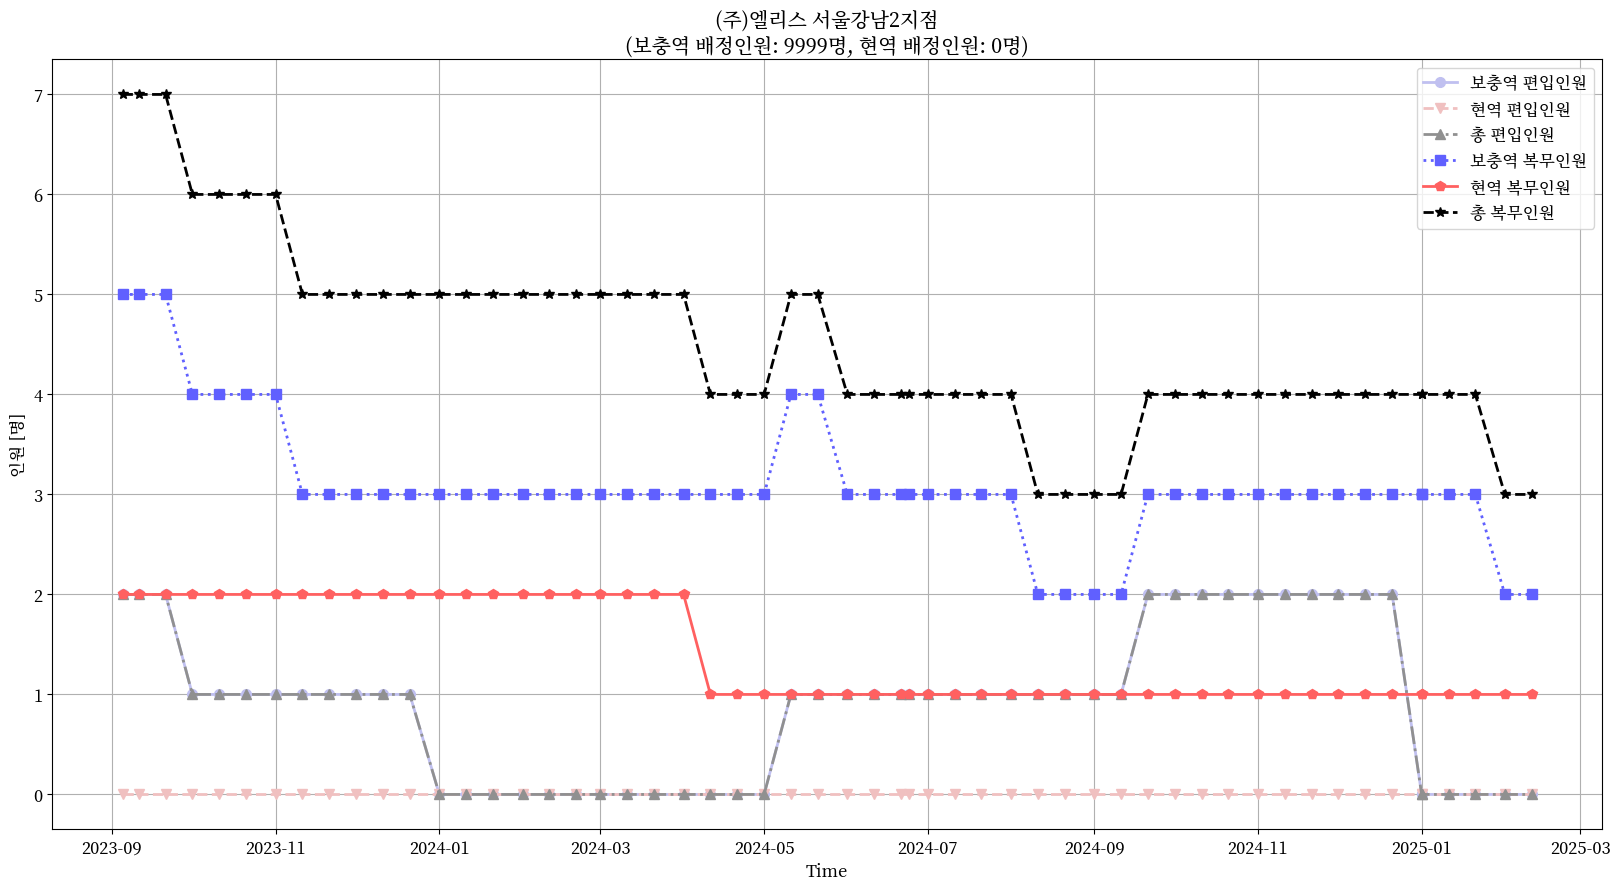 (주)엘리스 서울강남2지점
(보충역 배정인원: 9999명, 현역 배정인원: 0명)
보충역 편입인원
현역 편입인원
총 편입인원
보충역 복무인원
현역 복무인원
총 복무인원
인원 [명]
7
6
5
4
3
2
1
0
2023-09
2023-11
2024-01
2024-03
2024-05
2024-07
2024-09
2024-11
2025-01
2025-03
Time